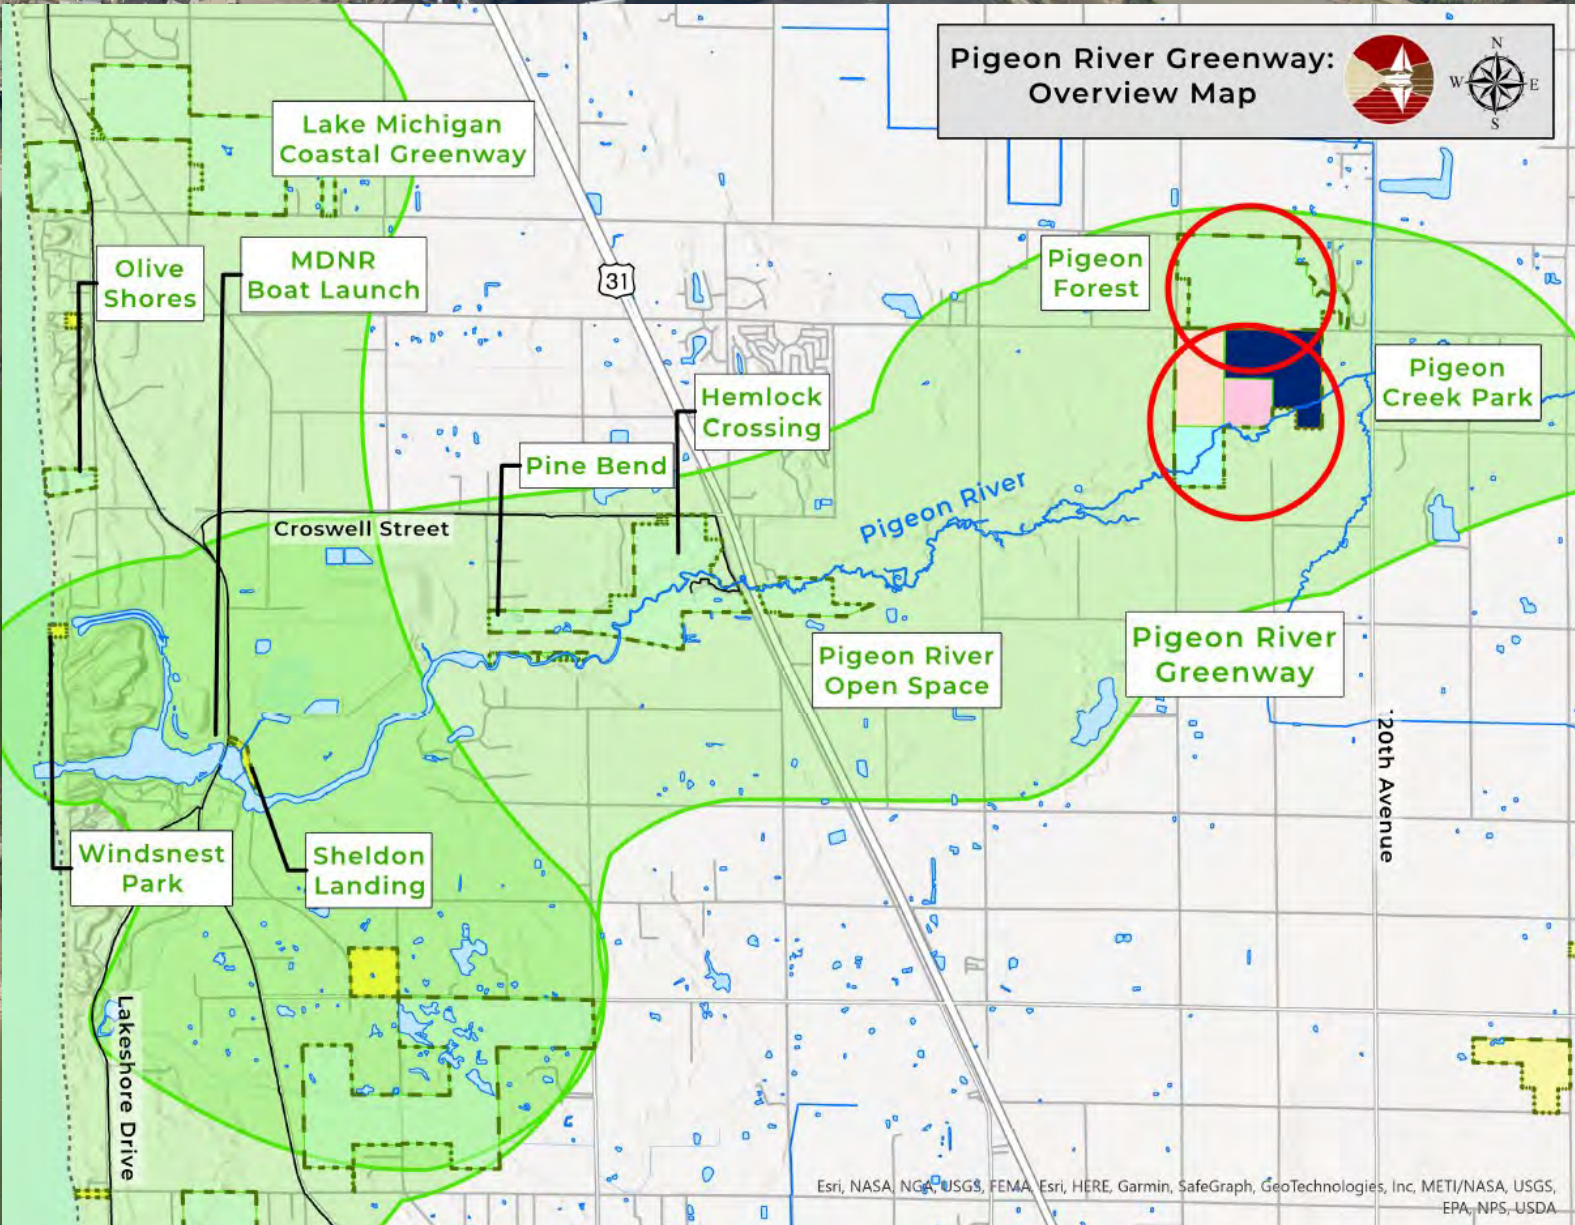 Pigeon River Greenway:
Overview Map
N
W
E
S
Lake Michigan
Coastal Greenway
Olive
Shores
MDNR
Boat Launch
31
Pigeon
Forest
Pigeon
Creek Park
Hemlock
Crossing
Pine Bend
Pigeon River
Croswell Street
Pigeon River
Open Space
Pigeon River
Greenway
120th Avenue
Windsnest
Park
Sheldon
Landing
Lakeshore Drive
Esri, NASA, NGA, USGS, FEMA, Esri, HERE, Garmin, SafeGraph, GeoTechnologies, Inc, METI/NASA, USGS,
EPA, NPS, USDA